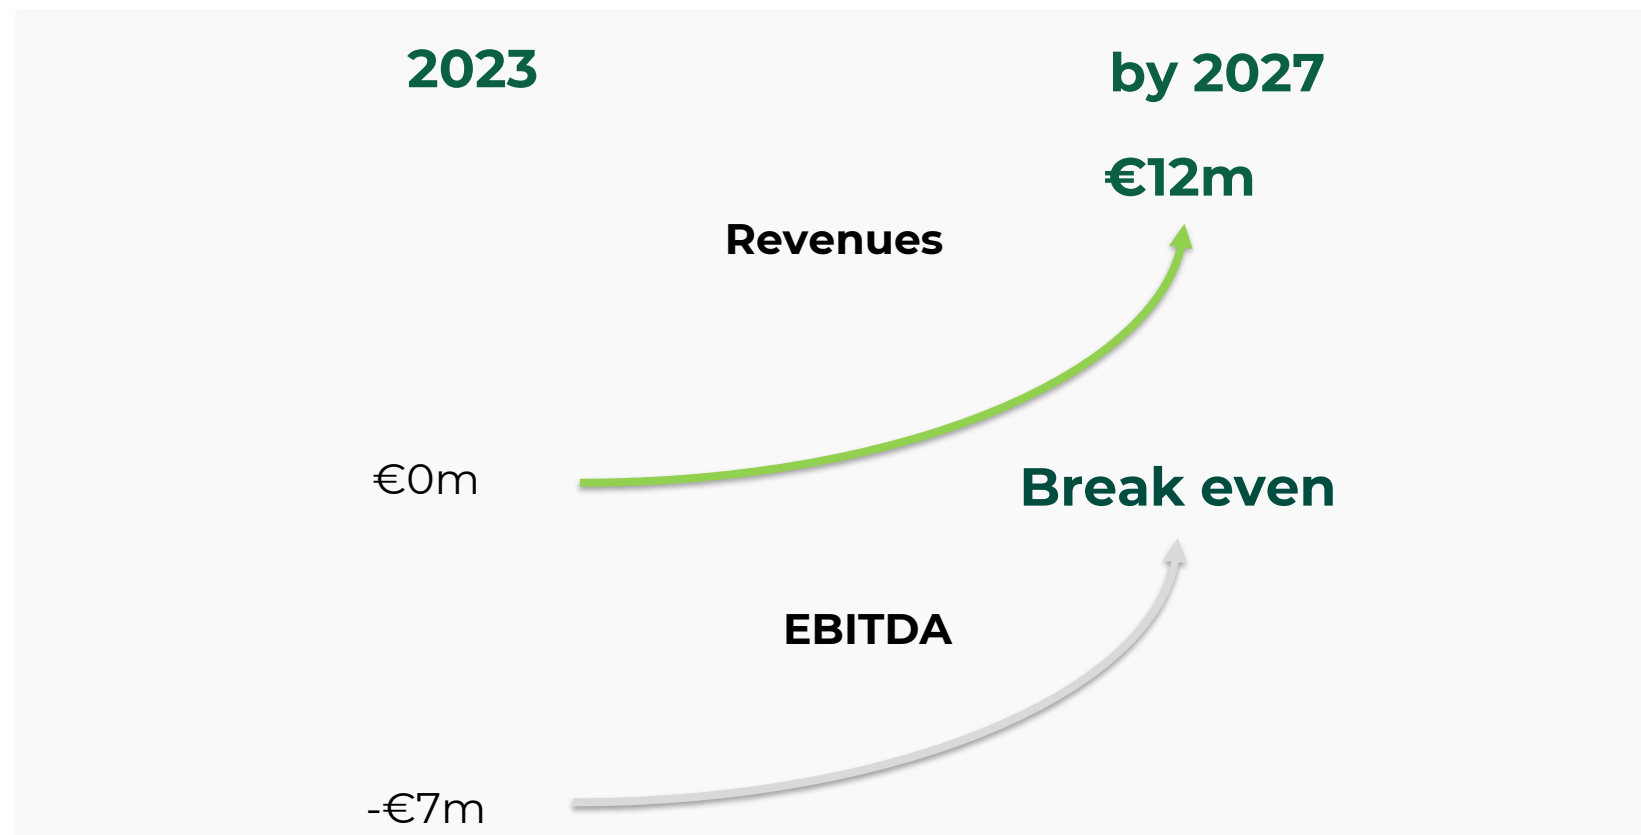 2023
by 2027
€12m
Revenues
€0m
Break even
EBITDA
-€7m